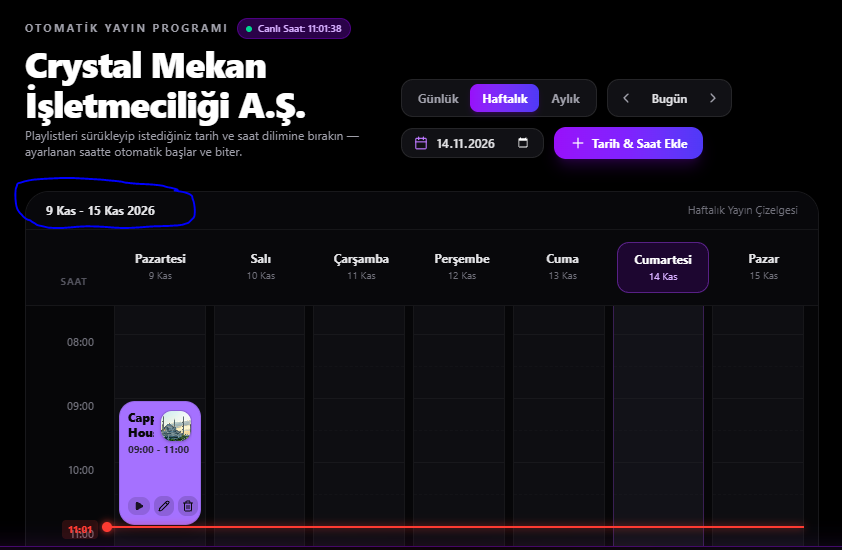 OTOMATİK YAYIN PROGRAMI
Canlı Saat: 11:01:38
Crystal Mekan
İşletmeciliği A.Ş.
Playlistleri sürükleyip istediğiniz tarih ve saat dilimine bırakın —
ayarlanan saatte otomatik başlar ve biter.
Günlük Haftalık Aylık
Bugün
14.11.2026
Tarih & Saat Ekle
9 Kas - 15 Kas 2026
Haftalık Yayın Çizelgesi
SAAT
Pazartesi
9 Kas
Salı
10 Kas
Çarşamba
11 Kas
Perşembe
12 Kas
Cuma
13 Kas
Cumartesi
14 Kas
Pazar
15 Kas
08:00
09:00
09:00 - 11:00
10:00
11:01
11:00